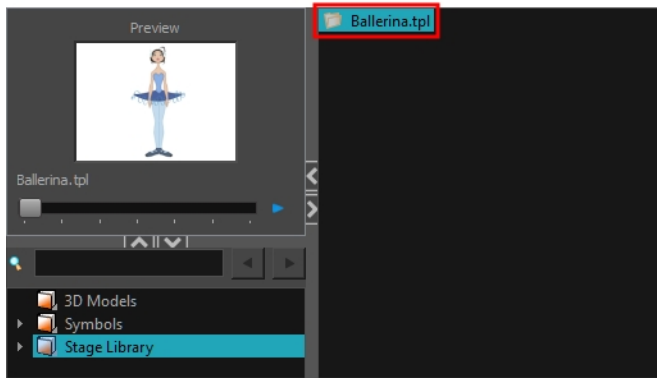 Preview
Ballerina.tpl
Ballerina.tpl
3D Models
Symbols
Stage Library